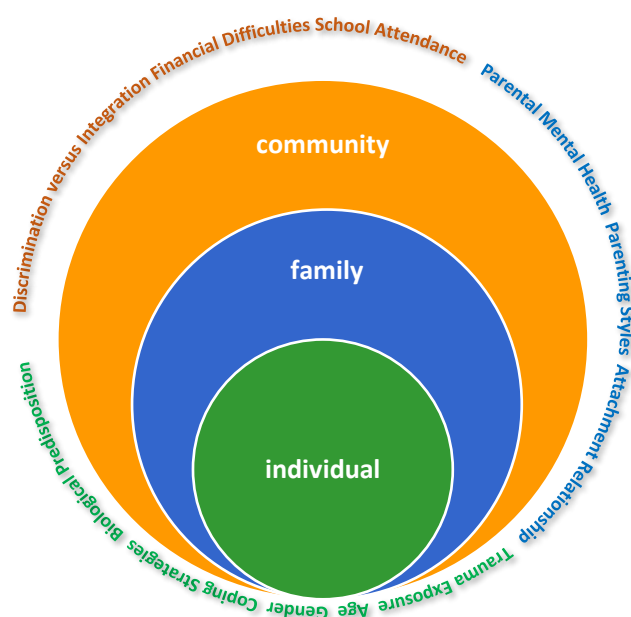 Discrimination versus Integration Financial Difficulties School Attendance
Parental Mental Health Parenting Styles Attachment Relationship
community
family
individual
Trauma Exposure Age Gender Coping Strategies Biological Predisposition